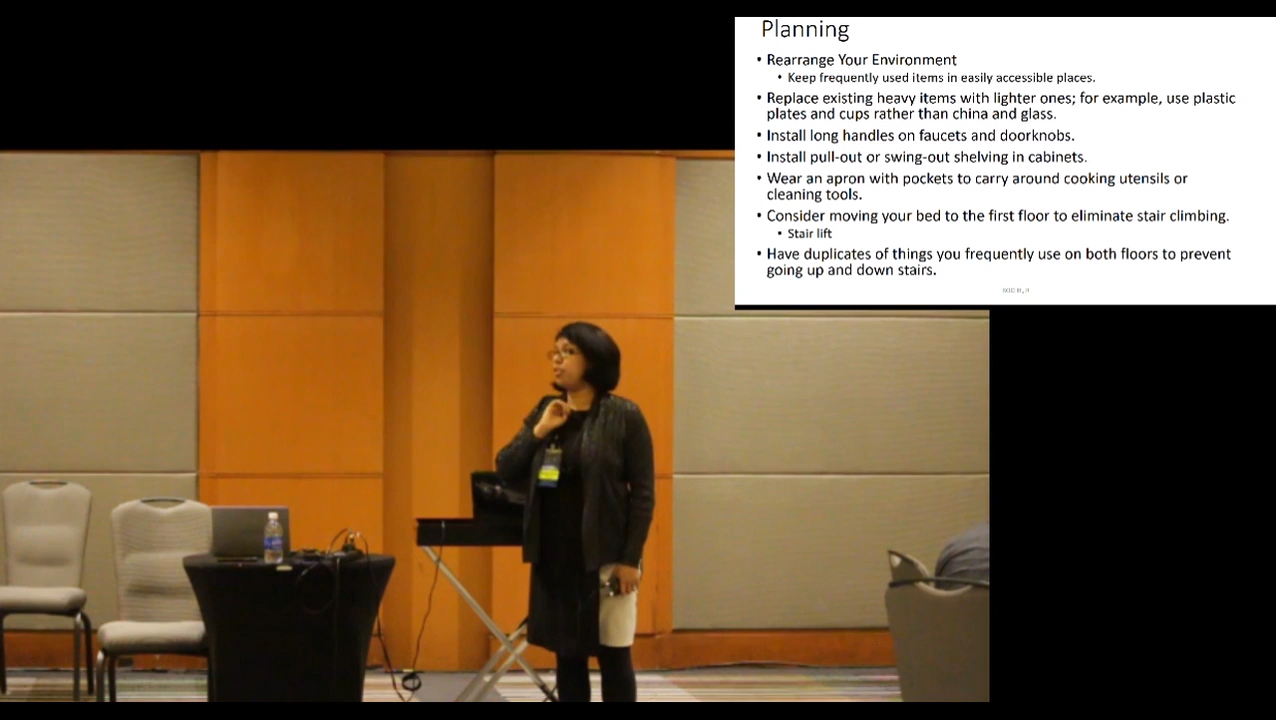 Planning
• Rearrange Your Environment
• Keep frequently used items in easily accessible places.
• Replace existing heavy items with lighter ones; for example, use plastic
plates and cups rather than china and glass.
• Install long handles on faucets and doorknobs.
• Install pull-out or swing-out shelving in cabinets.
• Wear an apron with pockets to carry around cooking utensils or
cleaning tools.
• Consider moving your bed to the first floor to eliminate stair climbing.
• Stair lift
• Have duplicates of things you frequently use on both floors to prevent
going up and down stairs.